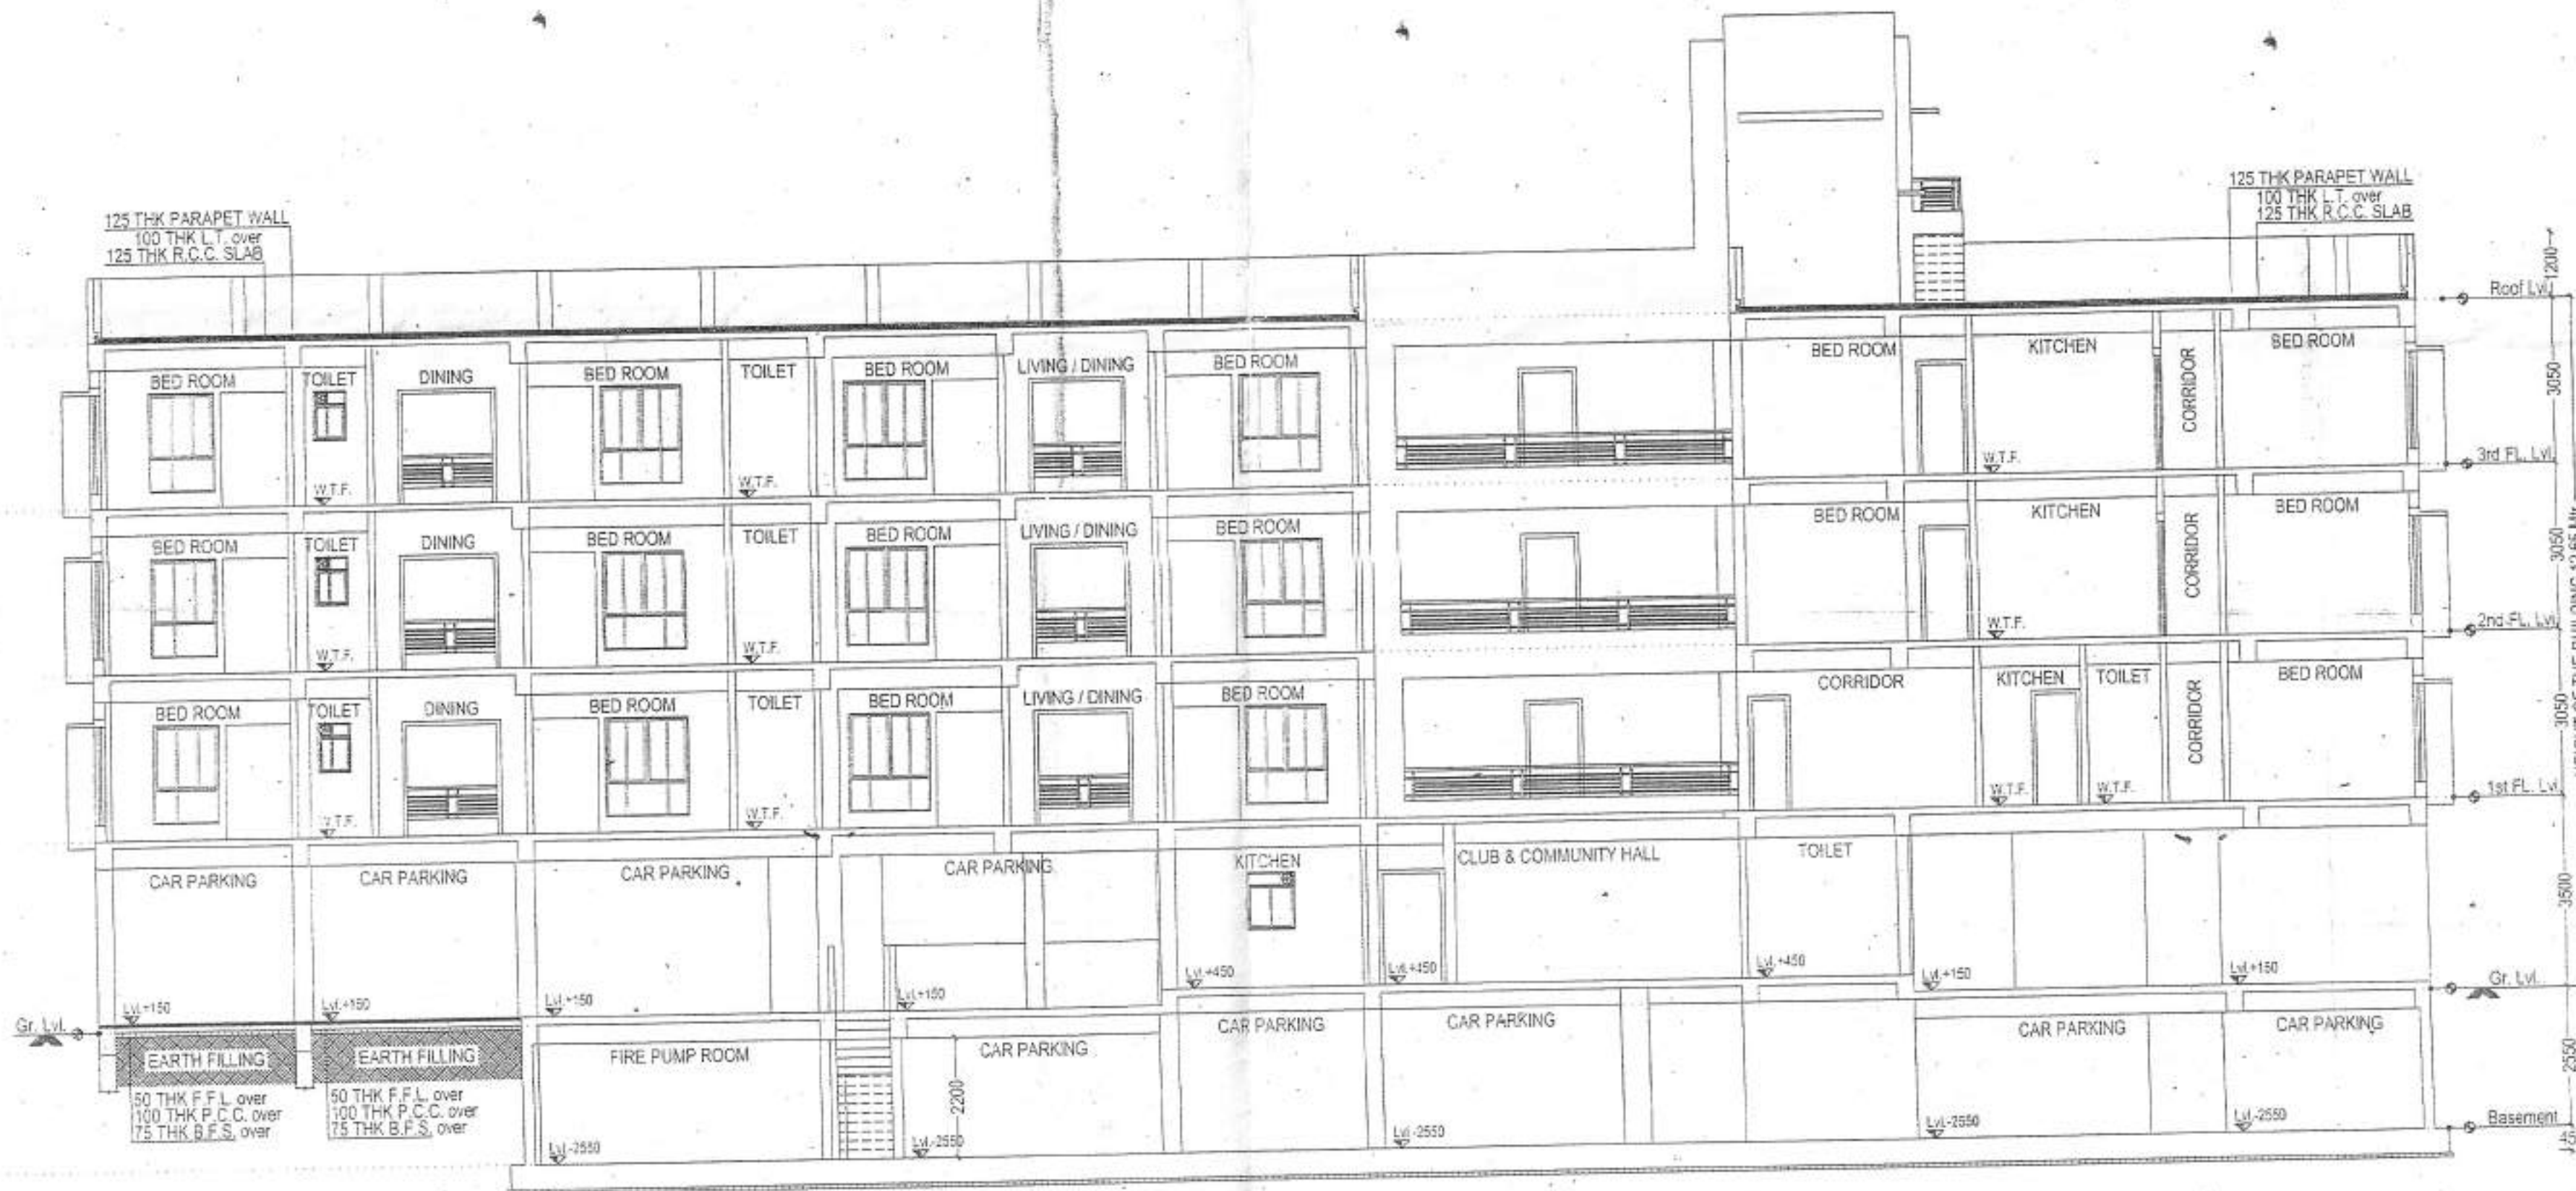 125 THK PARAPET WALL
100 THK L.T. over
125 THK R.C.C. SLAB
125 THK PARAPET WALL
100 THK L.T. over
125 THK R.C.C. SLAB
1200
Roof Lvl.
BED ROOM
TOILET
DINING
BED ROOM
TOILET
BED ROOM
LIVING / DINING
BED ROOM
BED ROOM
KITCHEN
CORRIDOR
BED ROOM
3050
W.T.F.
W.T.F.
W.T.F.
3rd FL. Lvl.
BED ROOM
TOILET
DINING
BED ROOM
TOILET
BED ROOM
LIVING / DINING
BED ROOM
BED ROOM
KITCHEN
CORRIDOR
BED ROOM
3050
W.T.F.
W.T.F.
W.T.F.
2nd FL. Lvl.
BED ROOM
TOILET
DINING
BED ROOM
TOILET
BED ROOM
LIVING / DINING
BED ROOM
CORRIDOR
KITCHEN
TOILET
CORRIDOR
BED ROOM
3050
OF THE BUILDING 12.65 Mtr.
W.T.F.
W.T.F.
W.T.F.
W.T.F.
1st FL. Lvl.
CAR PARKING
CAR PARKING
CAR PARKING
CAR PARKING
KITCHEN
CLUB & COMMUNITY HALL
TOILET
3500
Lvl.+150
Lvl.+150
Lvl.+150
Lvl.+150
Lvl.+450
Lvl.+450
Lvl.+450
Lvl.+150
Lvl.+150
Gr. Lvl.
Gr. Lvl.
EARTH FILLING
EARTH FILLING
FIRE PUMP ROOM
CAR PARKING
CAR PARKING
CAR PARKING
CAR PARKING
CAR PARKING
2550
50 THK F.F.L. over
100 THK P.C.C. over
75 THK B.F.S. over
50 THK F.F.L. over
100 THK P.C.C. over
75 THK B.F.S. over
2200
Lvl.-2550
Lvl.-2550
Lvl.-2550
Lvl.-2550
Lvl.-2550
Basement